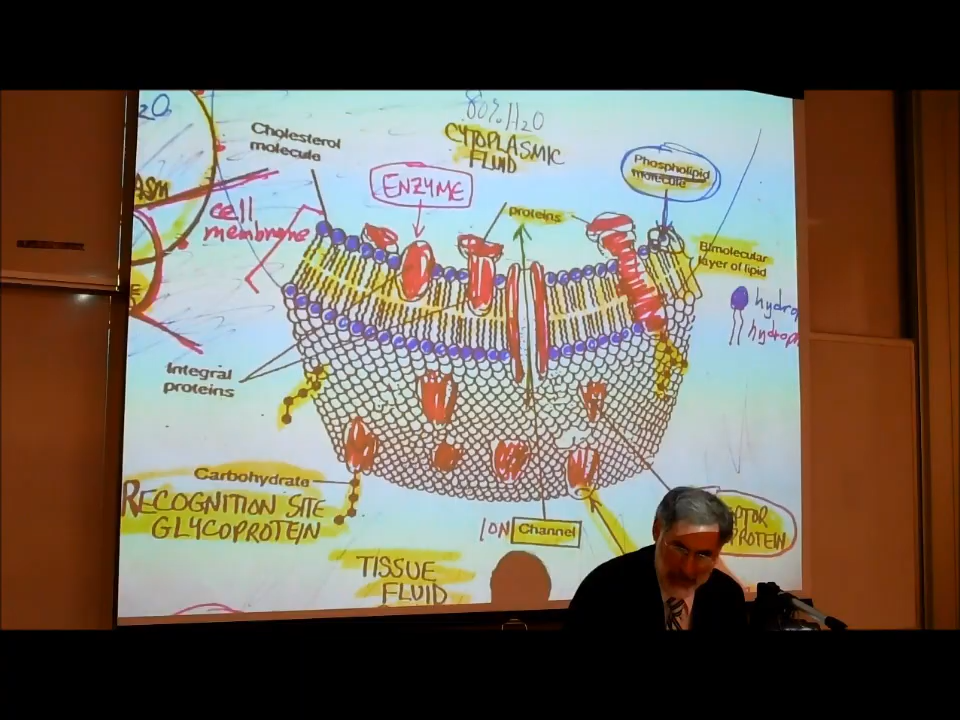 80% H2O
CYTOPLASMIC
FLUID
Cholesterol
molecule
ENZYME
proteins
Phospholipid
molecule
cell
membrane
Bimolecular
layer of lipid
Integral
proteins
Carbohydrate
RECOGNITION SITE
GLYCOPROTEIN
ION Channel
TISSUE
FLUID